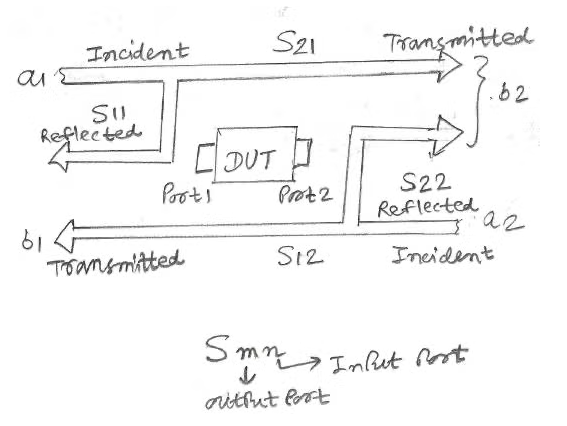 Incident S21 Transmitted
a1
b2
S11
Reflected
DUT
Port1 Port2
S22
Reflected
a2
b1
Transmitted S12 Incident
Smn → Input Port
↓
output Port